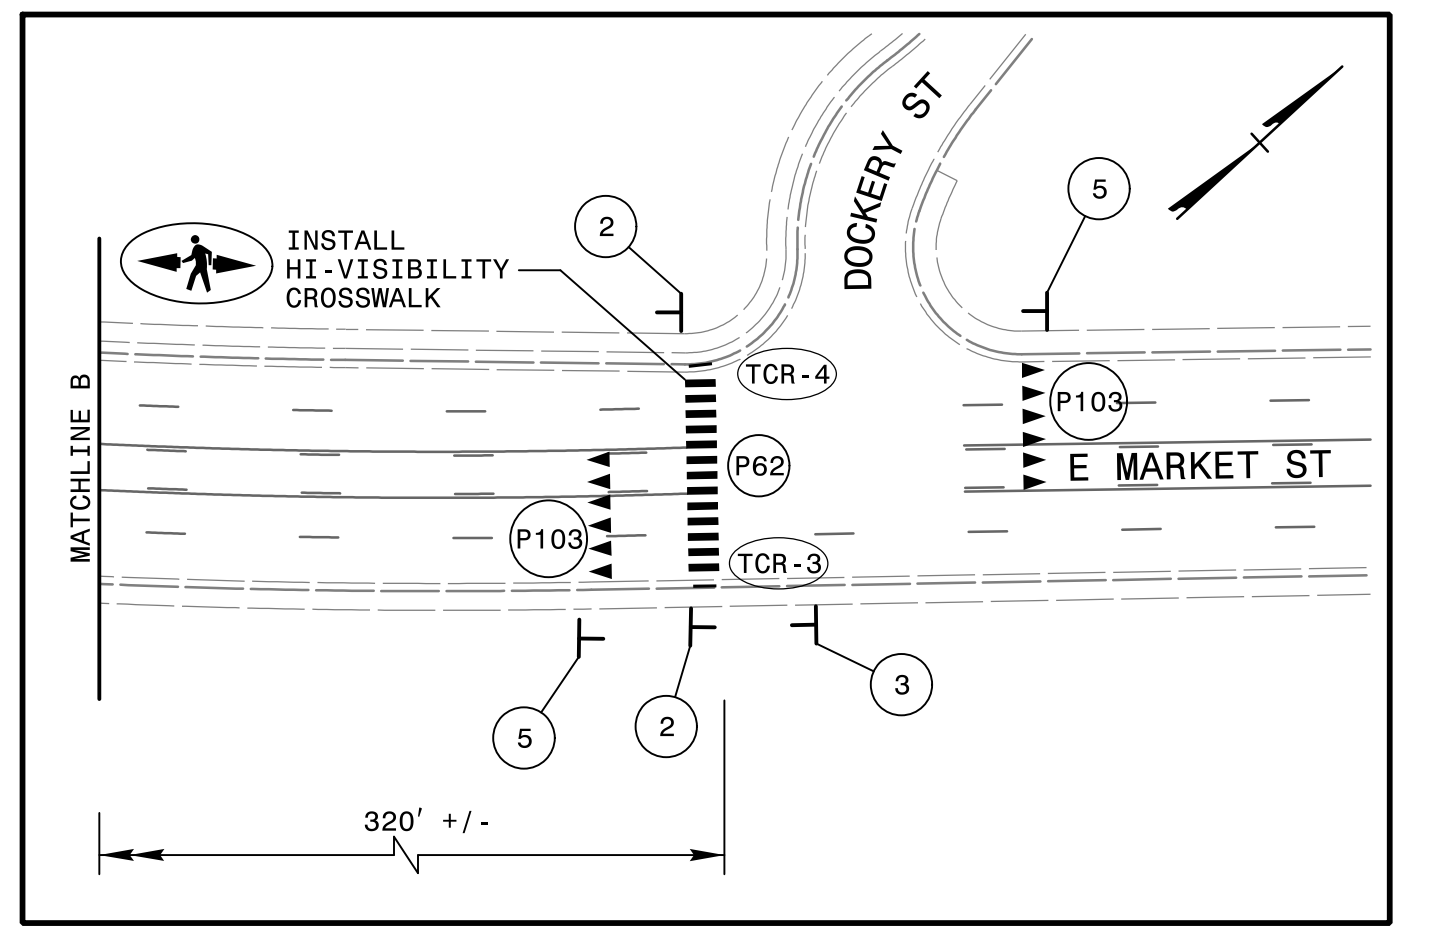 DOCKERY ST
5
2
INSTALL
HI-VISIBILITY
CROSSWALK
MATCHLINE B
TCR-4
P103
P62
E MARKET ST
P103
TCR-3
3
5
2
320' +/-